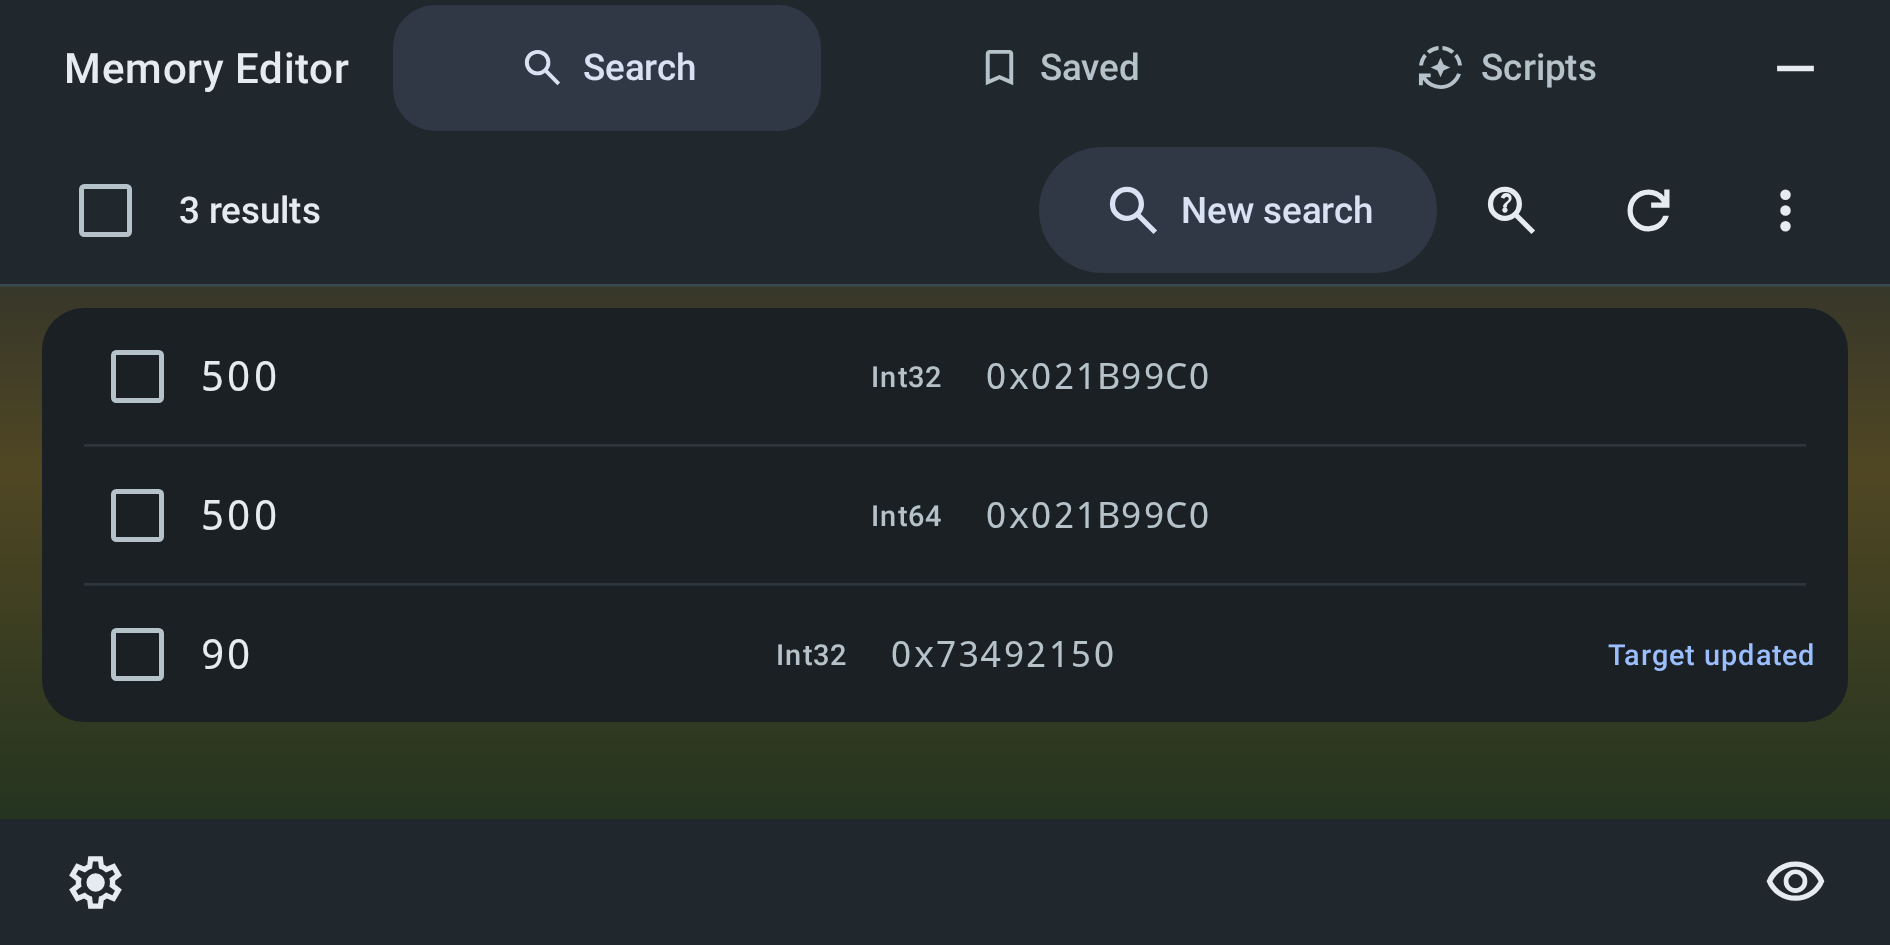 Memory Editor Search Saved Scripts
3 results New search
500 Int32 0x021B99C0
500 Int64 0x021B99C0
90 Int32 0x73492150 Target updated